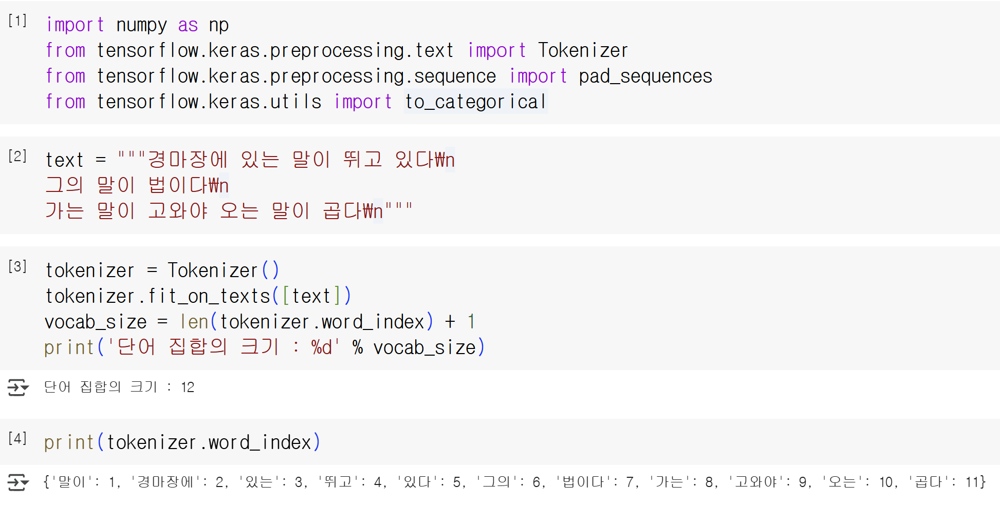 [1] import numpy as np
from tensorflow.keras.preprocessing.text import Tokenizer
from tensorflow.keras.preprocessing.sequence import pad_sequences
from tensorflow.keras.utils import to_categorical
[2] text = """경마장에 있는 말이 뛰고 있다₩n
그의 말이 법이다₩n
가는 말이 고와야 오는 말이 곱다₩n"""
[3] tokenizer = Tokenizer()
tokenizer.fit_on_texts([text])
vocab_size = len(tokenizer.word_index) + 1
print('단어 집합의 크기 : %d' % vocab_size)
단어 집합의 크기 : 12
[4] print(tokenizer.word_index)
{'말이': 1, '경마장에': 2, '있는': 3, '뛰고': 4, '있다': 5, '그의': 6, '법이다': 7, '가는': 8, '고와야': 9, '오는': 10, '곱다': 11}